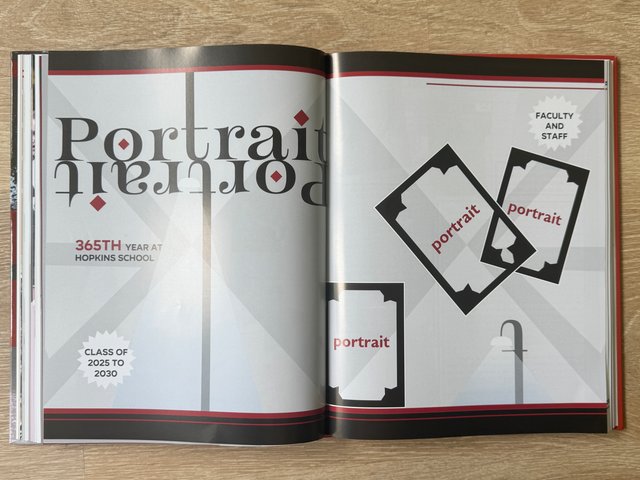 Portrait
Portrait
365TH YEAR AT
HOPKINS SCHOOL
CLASS OF
2025 TO
2030
FACULTY
AND
STAFF
portrait
portrait
portrait